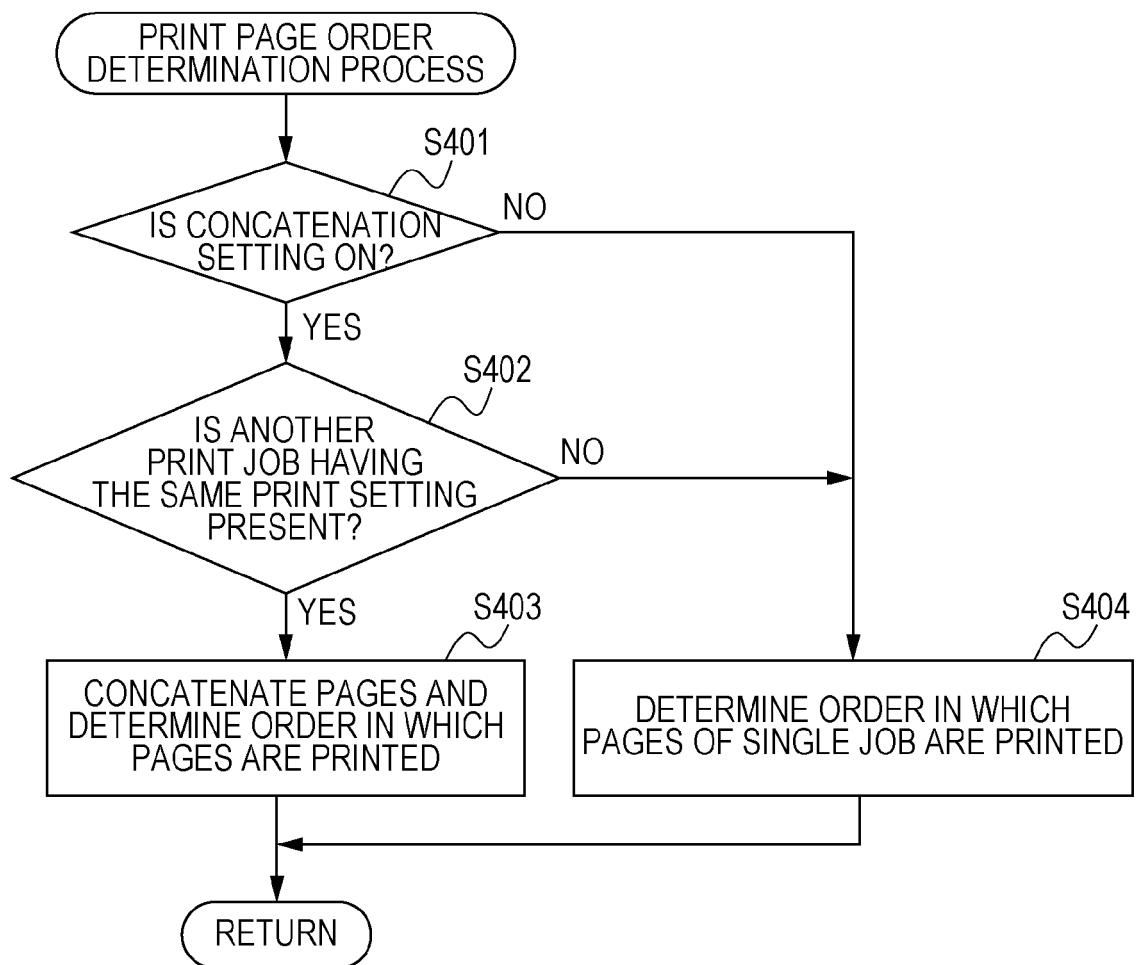 PRINT PAGE ORDER
DETERMINATION PROCESS
S401
IS CONCATENATION
SETTING ON?
NO
YES
S402
IS ANOTHER
PRINT JOB HAVING
THE SAME PRINT SETTING
PRESENT?
NO
YES
S403
CONCATENATE PAGES AND
DETERMINE ORDER IN WHICH
PAGES ARE PRINTED
S404
DETERMINE ORDER IN WHICH
PAGES OF SINGLE JOB ARE PRINTED
RETURN